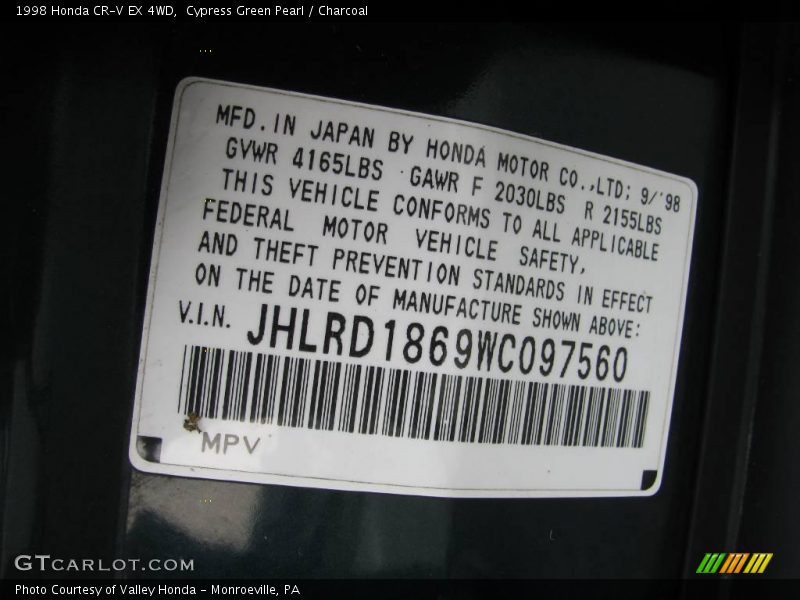 1998 Honda CR-V EX 4WD,  Cypress Green Pearl / Charcoal
MFD. IN JAPAN BY HONDA MOTOR CO.,LTD; 9/'98
GVWR 4165LBS GAWR F 2030LBS R 2155LBS
THIS VEHICLE CONFORMS TO ALL APPLICABLE
FEDERAL MOTOR VEHICLE SAFETY,
AND THEFT PREVENTION STANDARDS IN EFFECT
ON THE DATE OF MANUFACTURE SHOWN ABOVE:
V.I.N. JHLRD1869WC097560
MPV
GTCARLOT.COM
Photo Courtesy of Valley Honda - Monroeville, PA